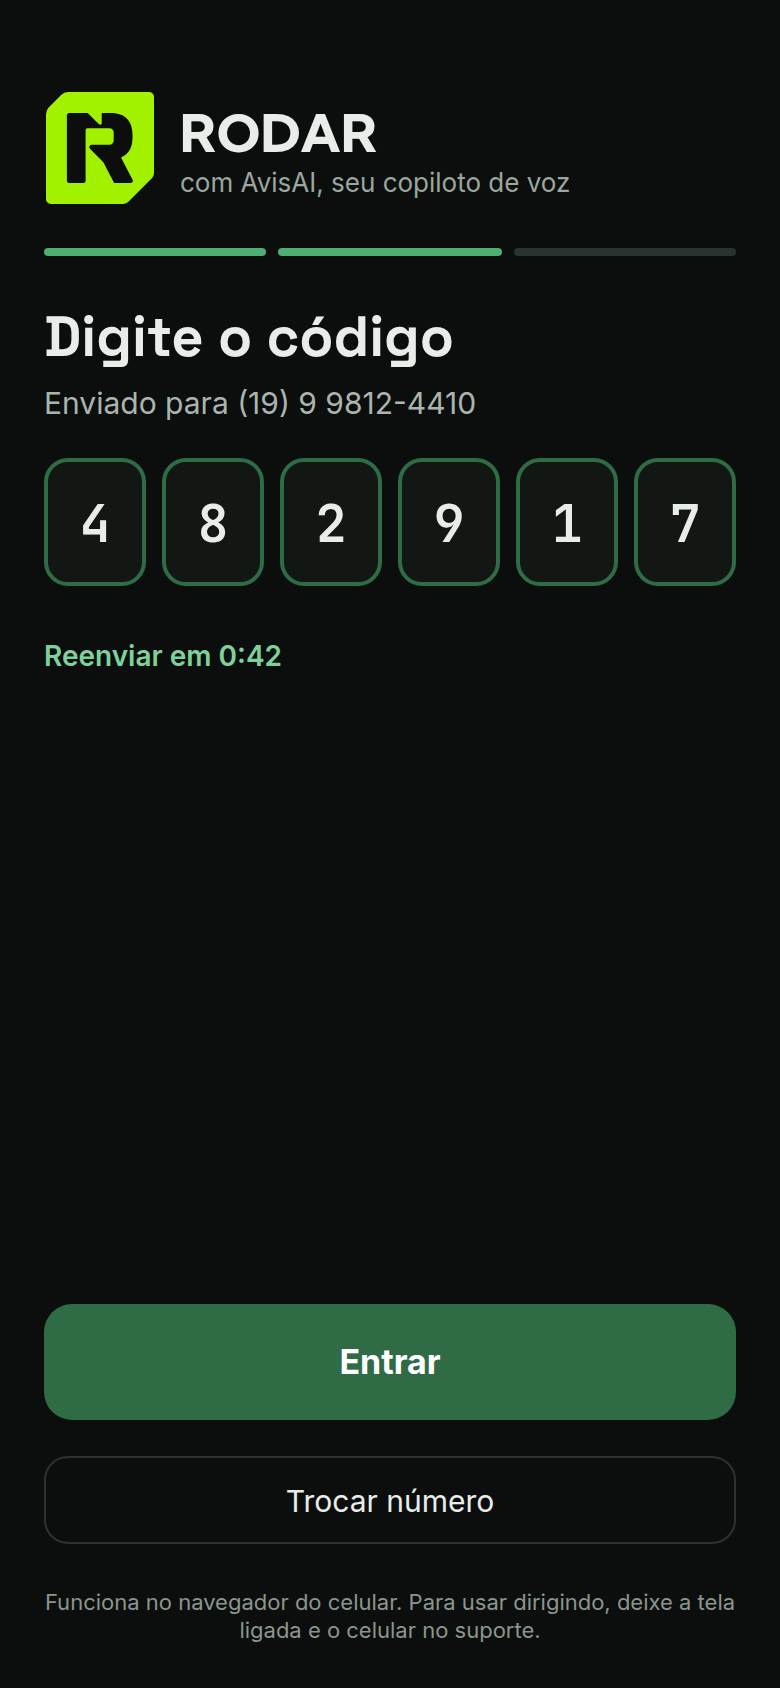 R
RODAR
com AvisAI, seu copiloto de voz
Digite o código
Enviado para (19) 9 9812-4410
4 8 2 9 1 7
Reenviar em 0:42
Entrar
Trocar número
Funciona no navegador do celular. Para usar dirigindo, deixe a tela
ligada e o celular no suporte.